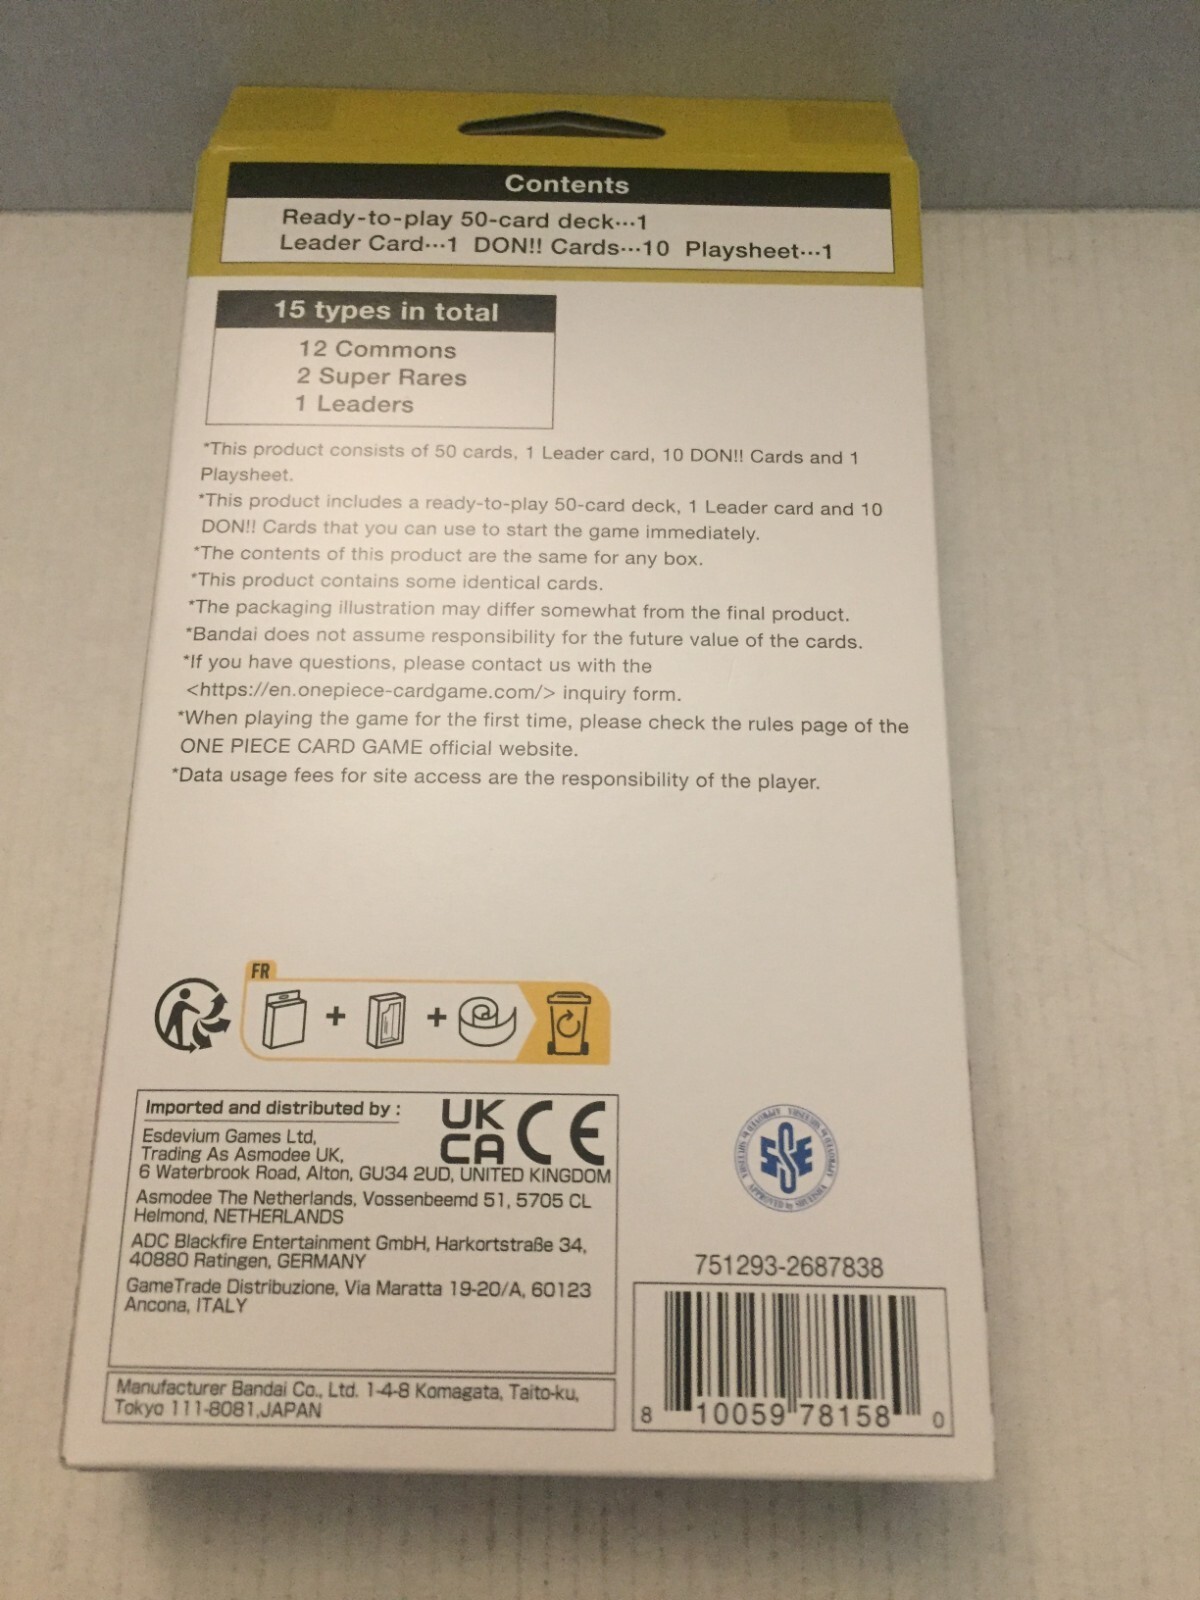 Contents
Ready-to-play 50-card deck···1
Leader Card···1 DON!! Cards···10 Playsheet···1
15 types in total
12 Commons
2 Super Rares
1 Leaders
*This product consists of 50 cards, 1 Leader card, 10 DON!! Cards and 1
Playsheet.
*This product includes a ready-to-play 50-card deck, 1 Leader card and 10
DON!! Cards that you can use to start the game immediately.
*The contents of this product are the same for any box.
*This product contains some identical cards.
*The packaging illustration may differ somewhat from the final product.
*Bandai does not assume responsibility for the future value of the cards.
*If you have questions, please contact us with the
<https://en.onepiece-cardgame.com/> inquiry form.
*When playing the game for the first time, please check the rules page of the
ONE PIECE CARD GAME official website.
*Data usage fees for site access are the responsibility of the player.
FR
Imported and distributed by :
UK
CA CE
Esdevium Games Ltd,
Trading As Asmodee UK,
6 Waterbrook Road, Alton, GU34 2UD, UNITED KINGDOM
Asmodee The Netherlands, Vossenbeemd 51, 5705 CL
Helmond, NETHERLANDS
ADC Blackfire Entertainment GmbH, Harkortstraße 34,
40880 Ratingen, GERMANY
GameTrade Distribuzione, Via Maratta 19-20/A, 60123
Ancona, ITALY
Manufacturer Bandai Co., Ltd. 1-4-8 Komagata, Taito-ku,
Tokyo 111-8081,JAPAN
751293-2687838
8 10059 78158 0